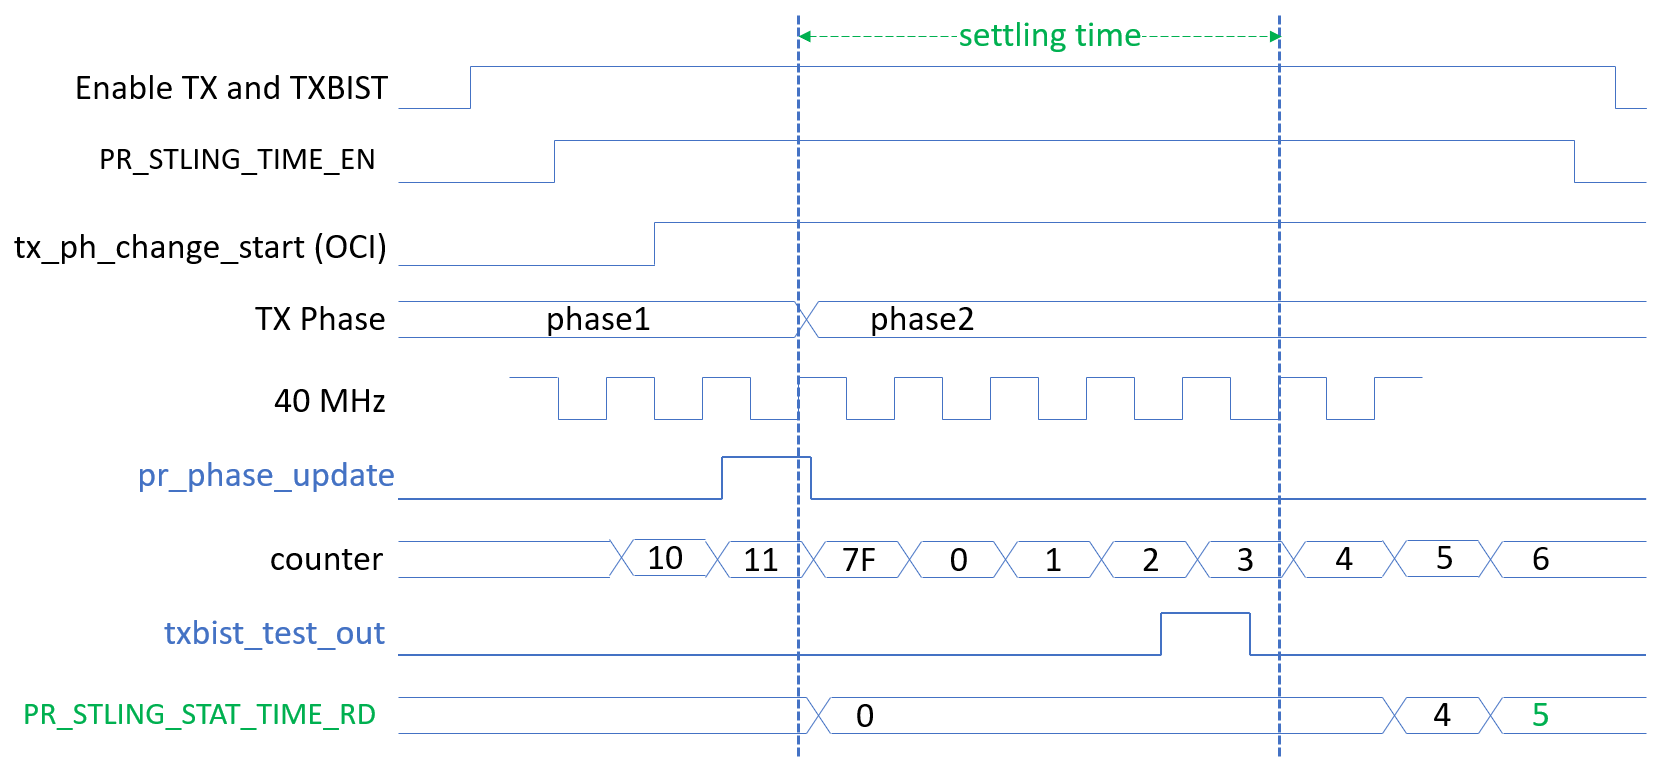 settling time
Enable TX and TXBIST
PR_STLING_TIME_EN
tx_ph_change_start (OCI)
TX Phase phase1 phase2
40 MHz
pr_phase_update
counter 10 11 7F 0 1 2 3 4 5 6
txbist_test_out
PR_STLING_STAT_TIME_RD 0 4 5